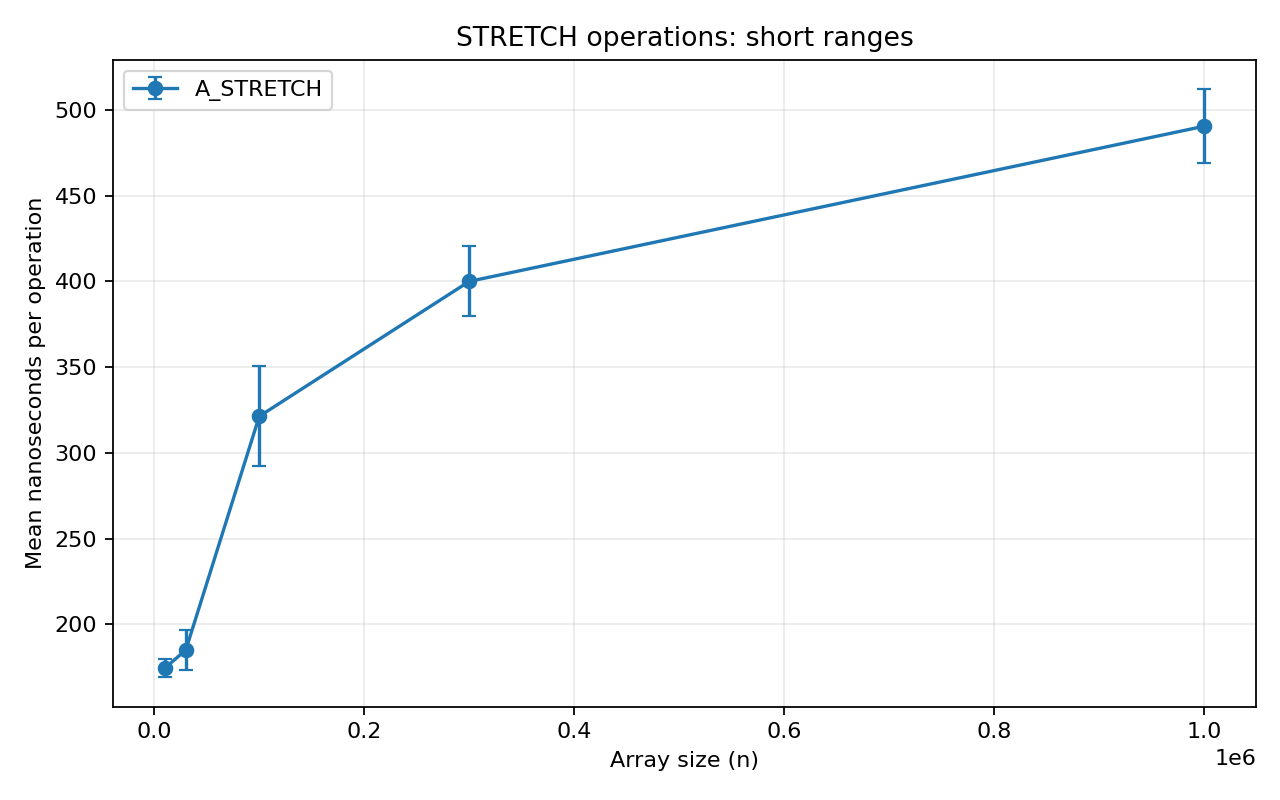 STRETCH operations: short ranges
A_STRETCH
Mean nanoseconds per operation
500
450
400
350
300
250
200
0.0 0.2 0.4 0.6 0.8 1.0
1e6
Array size (n)